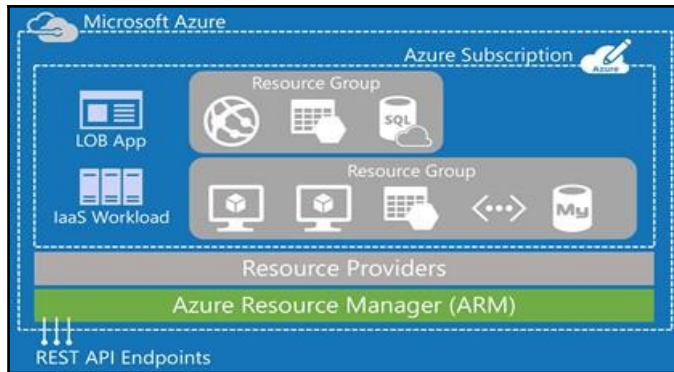 Microsoft Azure
Azure Subscription
Azure
Resource Group
SQL
LOB App
Resource Group
IaaS Workload
My
Resource Providers
Azure Resource Manager (ARM)
REST API Endpoints